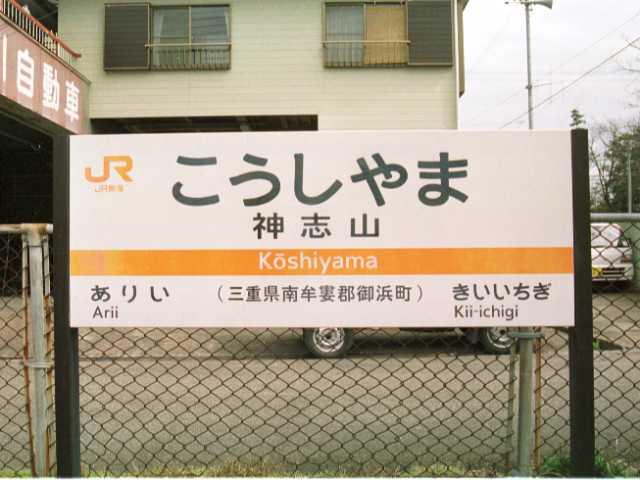 自動車
JR
JR東海
こうしやま
神志山
Kōshiyama
ありい (三重県南牟婁郡御浜町) きいいちぎ
Arii Kii-ichigi